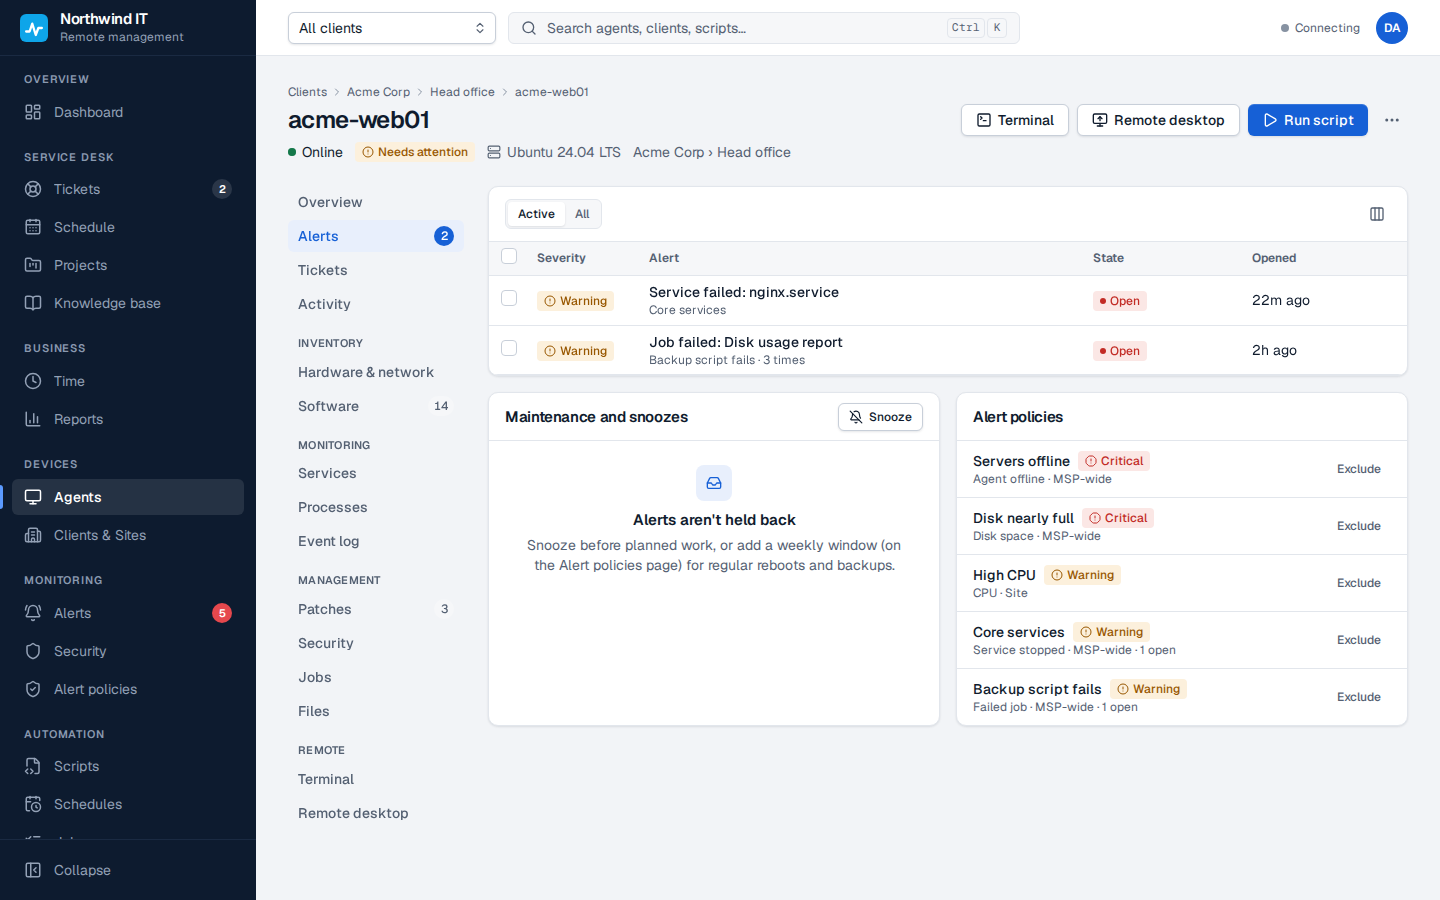 Northwind IT
Remote management
All clients
Search agents, clients, scripts...
Ctrl K
Connecting
DA
OVERVIEW
Dashboard
SERVICE DESK
Tickets 2
Schedule
Projects
Knowledge base
BUSINESS
Time
Reports
DEVICES
Agents
Clients & Sites
MONITORING
Alerts 5
Security
Alert policies
AUTOMATION
Scripts
Schedules
Collapse
Clients > Acme Corp > Head office > acme-web01
acme-web01
Terminal
Remote desktop
Run script
Online
Needs attention
Ubuntu 24.04 LTS
Acme Corp › Head office
Overview
Alerts 2
Tickets
Activity
INVENTORY
Hardware & network
Software 14
MONITORING
Services
Processes
Event log
MANAGEMENT
Patches 3
Security
Jobs
Files
REMOTE
Terminal
Remote desktop
Active All
Severity Alert State Opened
Warning Service failed: nginx.service Open 22m ago
Core services
Warning Job failed: Disk usage report Open 2h ago
Backup script fails · 3 times
Maintenance and snoozes
Snooze
Alerts aren't held back
Snooze before planned work, or add a weekly window (on
the Alert policies page) for regular reboots and backups.
Alert policies
Servers offline Critical
Agent offline · MSP-wide
Exclude
Disk nearly full Critical
Disk space · MSP-wide
Exclude
High CPU Warning
CPU · Site
Exclude
Core services Warning
Service stopped · MSP-wide · 1 open
Exclude
Backup script fails Warning
Failed job · MSP-wide · 1 open
Exclude